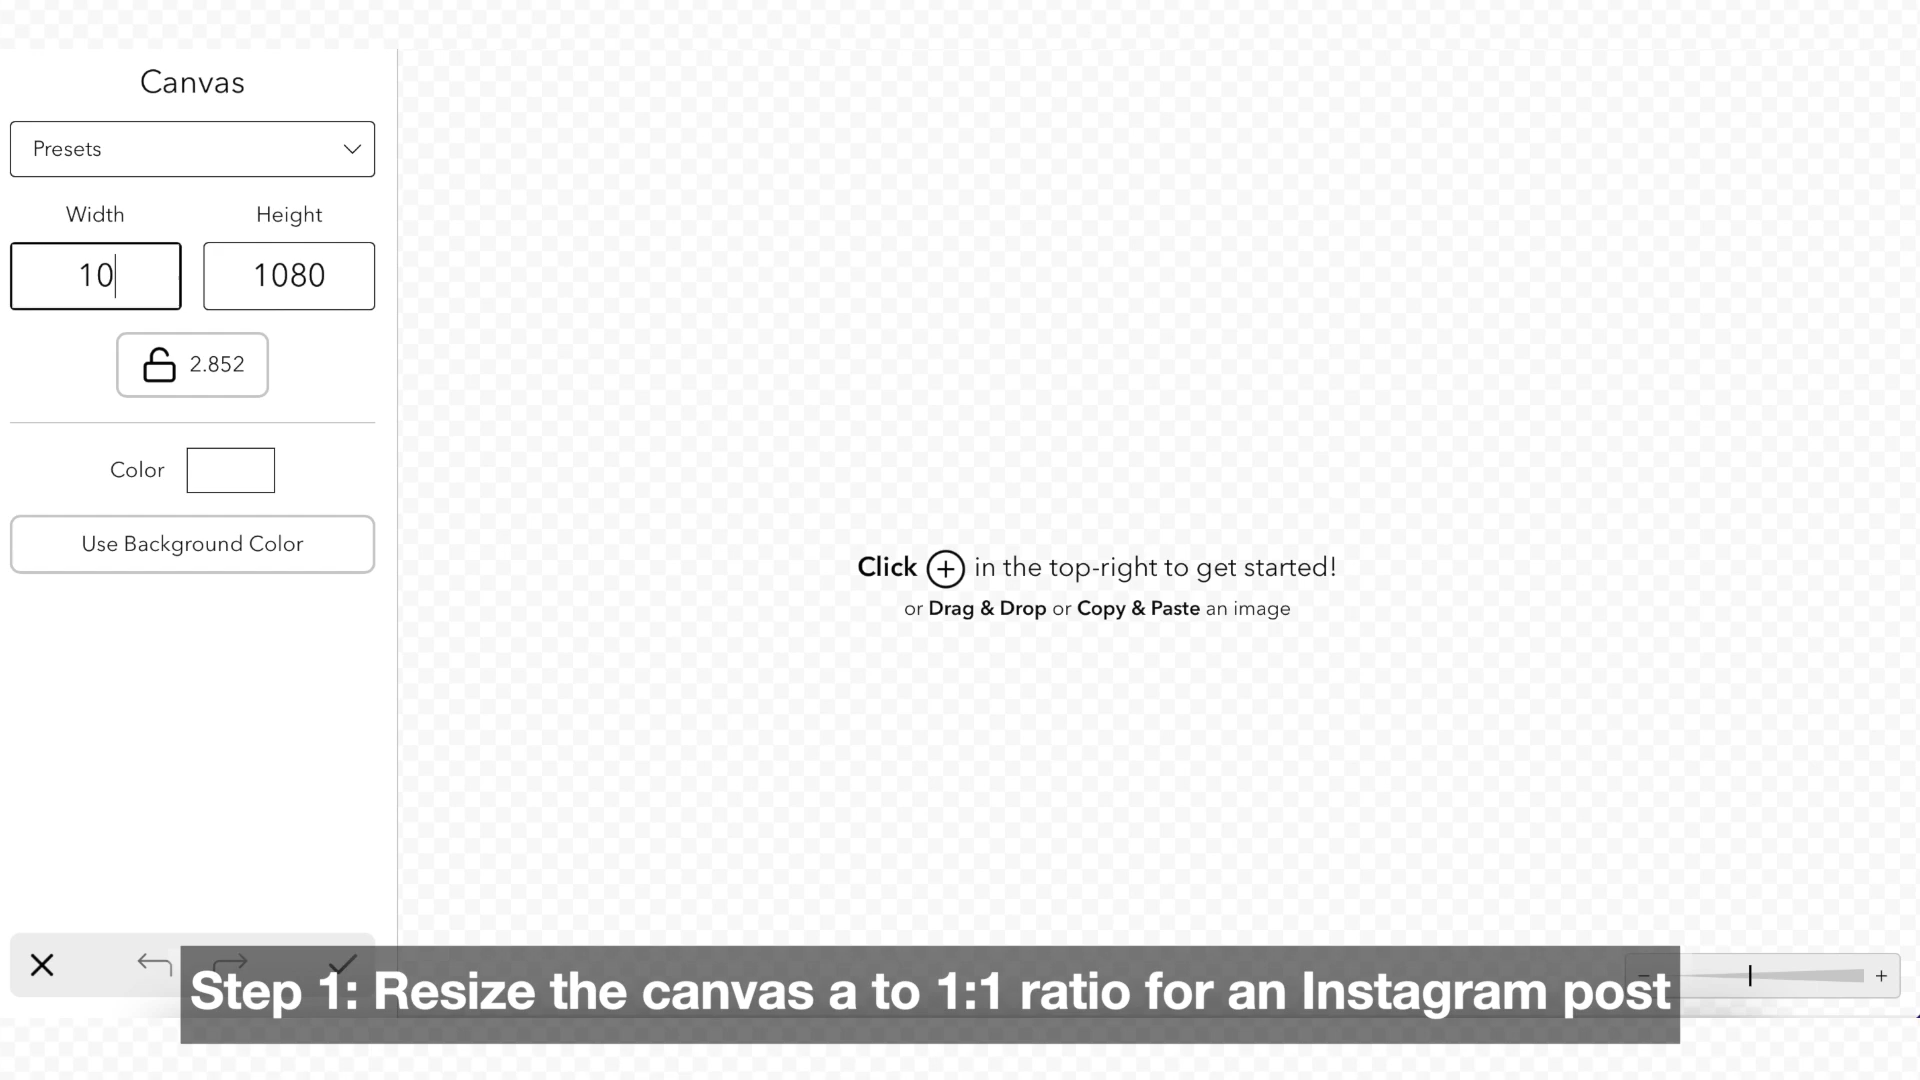 Canvas
Presets
Width Height
10 1080
2.852
Color
Use Background Color
Click + in the top-right to get started!
or Drag & Drop or Copy & Paste an image
Step 1: Resize the canvas a to 1:1 ratio for an Instagram post